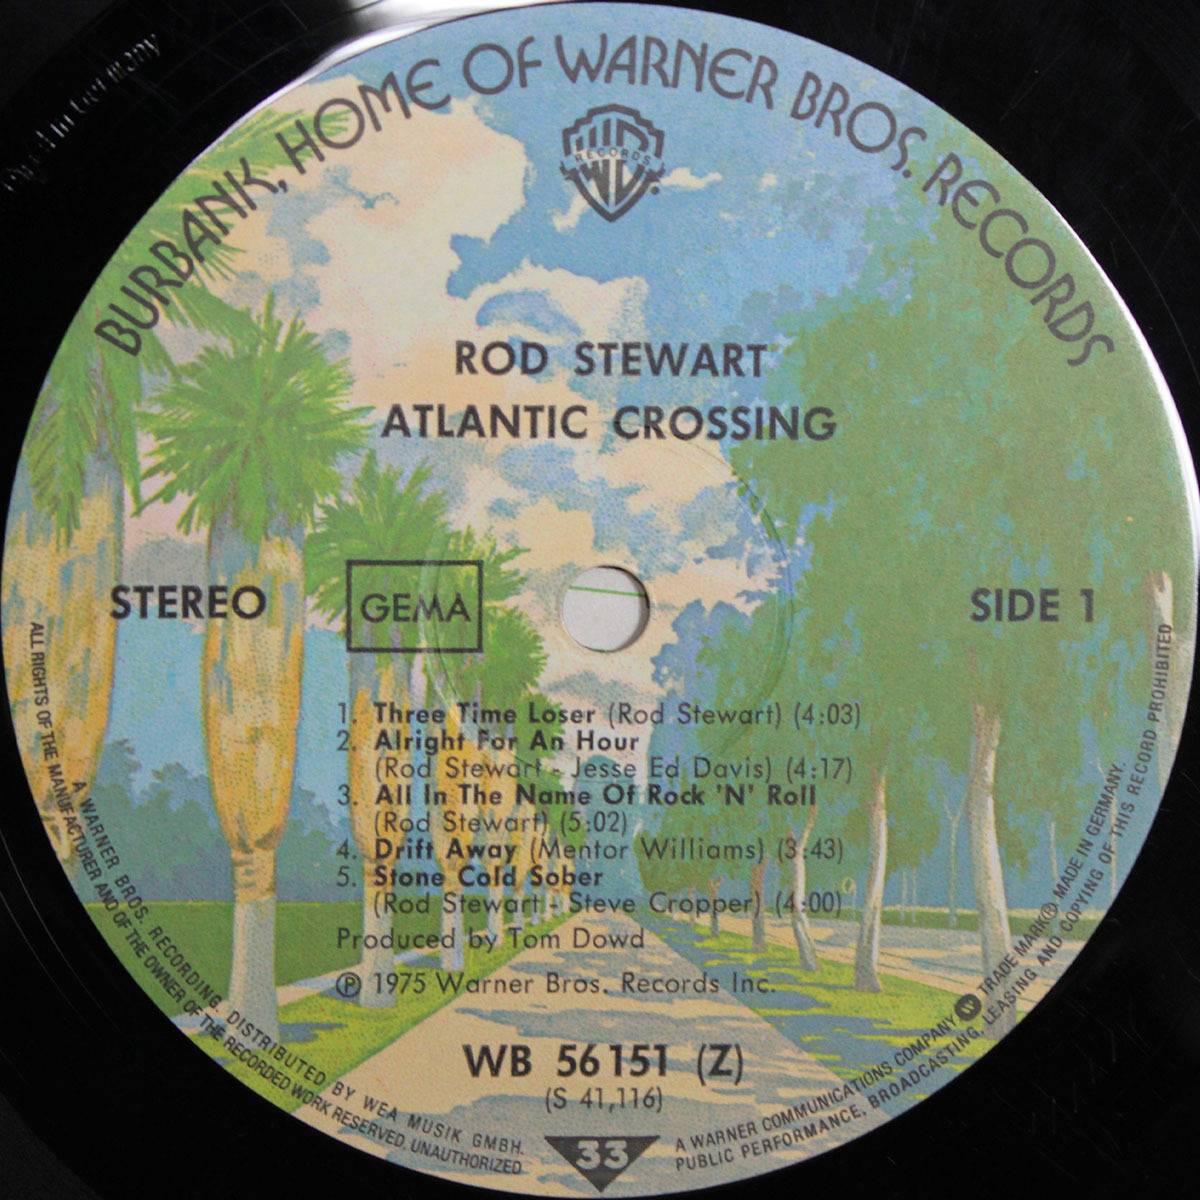 BURBANK, HOME OF WARNER BROS. RECORDS
RECORDS
ROD STEWART
ATLANTIC CROSSING
STEREO
GEMA
SIDE 1
1. Three Time Loser (Rod Stewart) (4:03)
2. Alright For An Hour
(Rod Stewart - Jesse Ed Davis) (4:17)
3. All In The Name Of Rock 'N' Roll
(Rod Stewart) (5:02)
4. Drift Away (Mentor Williams) (3:43)
5. Stone Cold Sober
(Rod Stewart - Steve Cropper) (4:00)
Produced by Tom Dowd
℗ 1975 Warner Bros. Records Inc.
WB 56151 (Z)
(S 41,116)
33
A WARNER BROS. RECORDING. DISTRIBUTED BY WEA MUSIK GMBH. A WARNER COMMUNICATIONS COMPANY TRADE MARK® MADE IN GERMANY.
ALL RIGHTS OF THE MANUFACTURER AND OF THE OWNER OF THE RECORDED WORK RESERVED, UNAUTHORIZED PUBLIC PERFORMANCE, BROADCASTING, LEASING AND COPYING OF THIS RECORD PROHIBITED